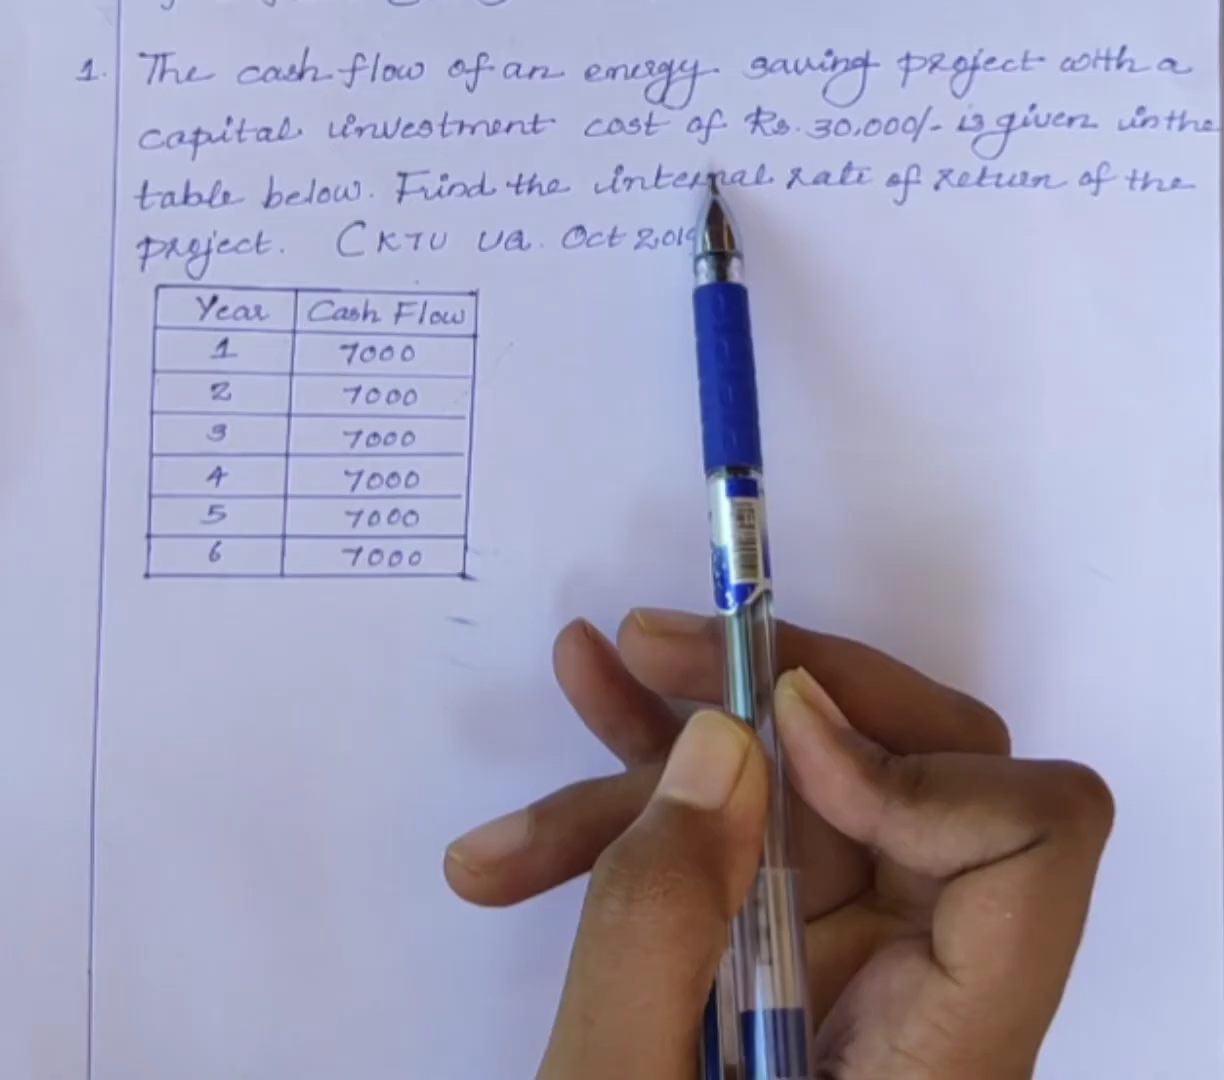 1. The cash flow of an energy saving project with a
capital investment cost of Rs. 30,000/- is given in the
table below. Find the internal rate of return of the
project. (KTU UQ. Oct 2019
Year Cash Flow
1 7000
2 7000
3 7000
4 7000
5 7000
6 7000